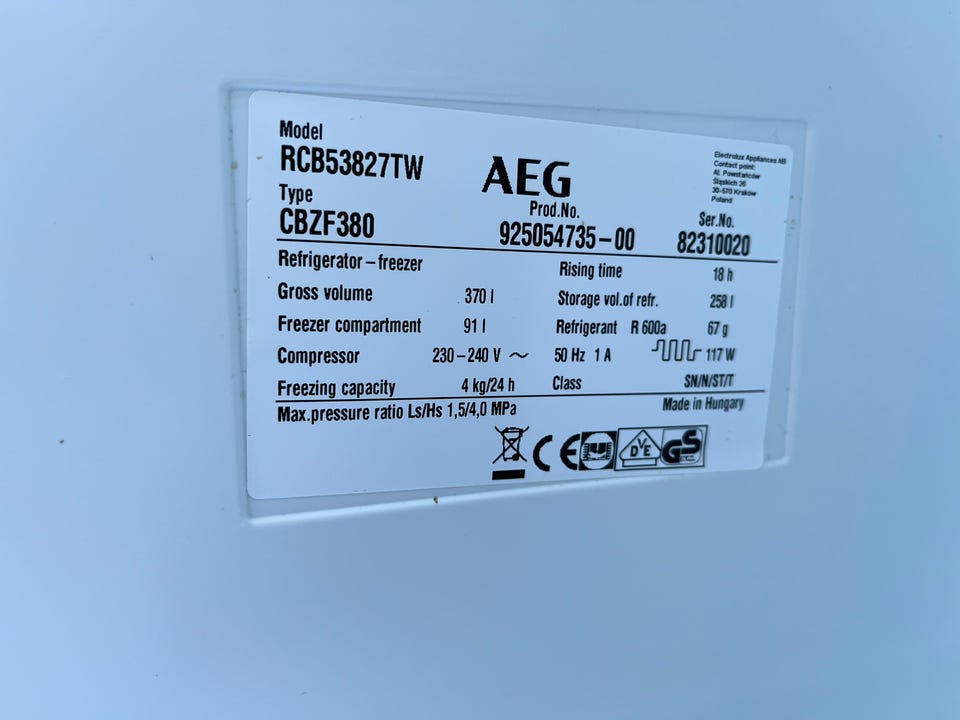 Model
RCB53827TW
Type
CBZF380
AEG
Prod.No.
925054735-00
Electrolux Appliances AB
Contact point:
Al. Powstańców
Śląskich 26
30-570 Kraków
Poland
Ser.No.
82310020
Refrigerator-freezer
Rising time 18 h
Gross volume 370 l
Storage vol.of refr. 258 l
Freezer compartment 91 l
Refrigerant R 600a 67 g
Compressor 230-240 V ~ 50 Hz 1 A 117 W
Freezing capacity 4 kg/24 h
Class SN/N/ST/T
Max.pressure ratio Ls/Hs 1,5/4,0 MPa
Made in Hungary
CE
DVE
GS